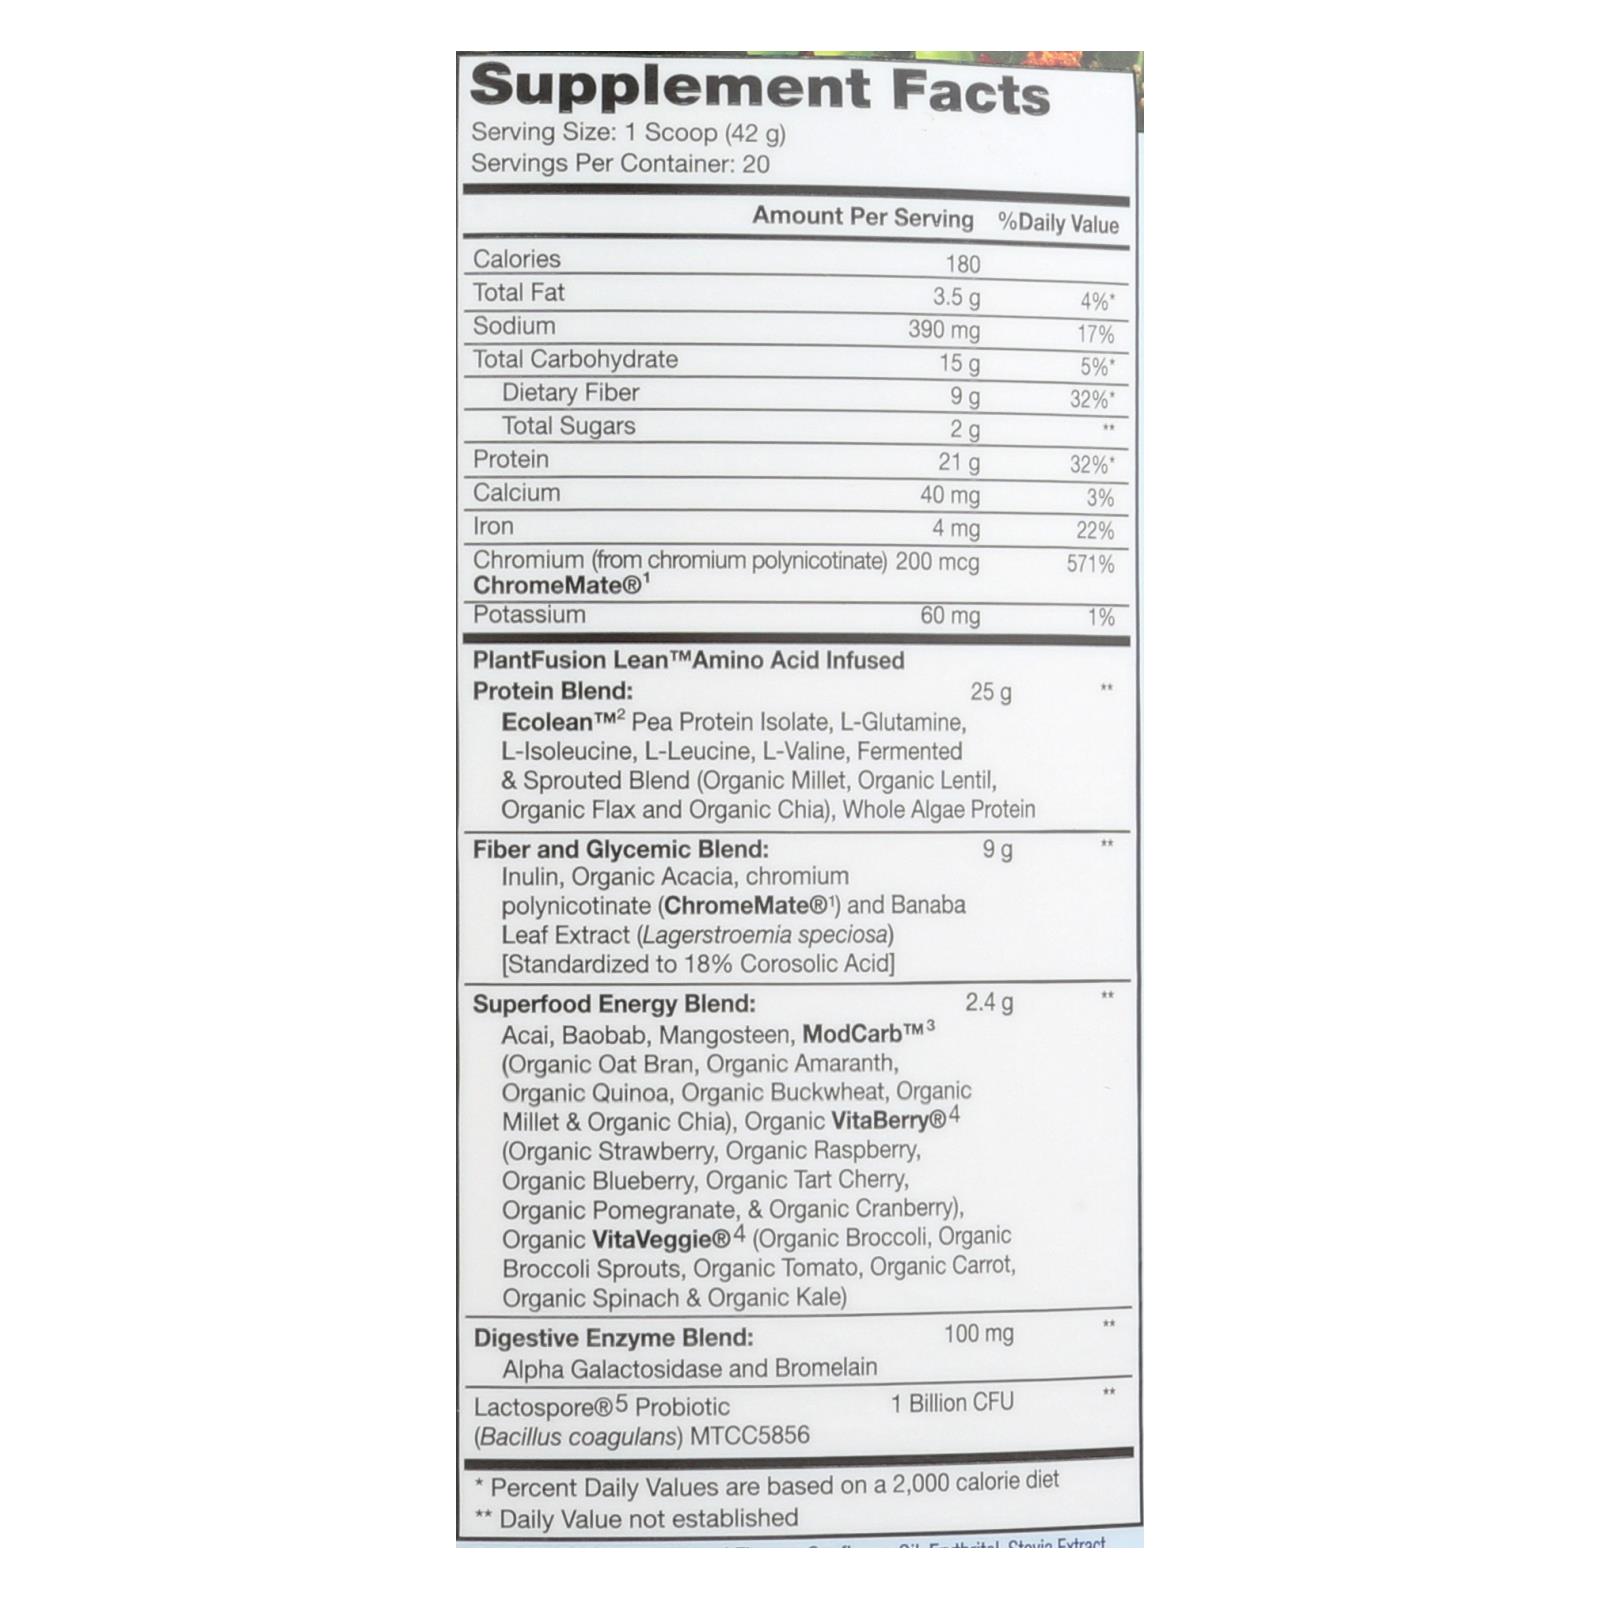 Supplement Facts
Serving Size: 1 Scoop (42 g)
Servings Per Container: 20
Amount Per Serving %Daily Value
Calories 180
Total Fat 3.5 g 4%*
Sodium 390 mg 17%
Total Carbohydrate 15 g 5%*
Dietary Fiber 9 g 32%*
Total Sugars 2 g **
Protein 21 g 32%*
Calcium 40 mg 3%
Iron 4 mg 22%
Chromium (from chromium polynicotinate) 200 mcg 571%
ChromeMate®¹
Potassium 60 mg 1%
PlantFusion Lean™Amino Acid Infused
Protein Blend: 25 g **
Ecolean™² Pea Protein Isolate, L-Glutamine,
L-Isoleucine, L-Leucine, L-Valine, Fermented
& Sprouted Blend (Organic Millet, Organic Lentil,
Organic Flax and Organic Chia), Whole Algae Protein
Fiber and Glycemic Blend: 9 g **
Inulin, Organic Acacia, chromium
polynicotinate (ChromeMate®¹) and Banaba
Leaf Extract (Lagerstroemia speciosa)
[Standardized to 18% Corosolic Acid]
Superfood Energy Blend: 2.4 g **
Acai, Baobab, Mangosteen, ModCarb™³
(Organic Oat Bran, Organic Amaranth,
Organic Quinoa, Organic Buckwheat, Organic
Millet & Organic Chia), Organic VitaBerry®⁴
(Organic Strawberry, Organic Raspberry,
Organic Blueberry, Organic Tart Cherry,
Organic Pomegranate, & Organic Cranberry),
Organic VitaVeggie®⁴ (Organic Broccoli, Organic
Broccoli Sprouts, Organic Tomato, Organic Carrot,
Organic Spinach & Organic Kale)
Digestive Enzyme Blend: 100 mg **
Alpha Galactosidase and Bromelain
Lactospore®⁵ Probiotic 1 Billion CFU **
(Bacillus coagulans) MTCC5856
* Percent Daily Values are based on a 2,000 calorie diet
** Daily Value not established
Stevia Extract